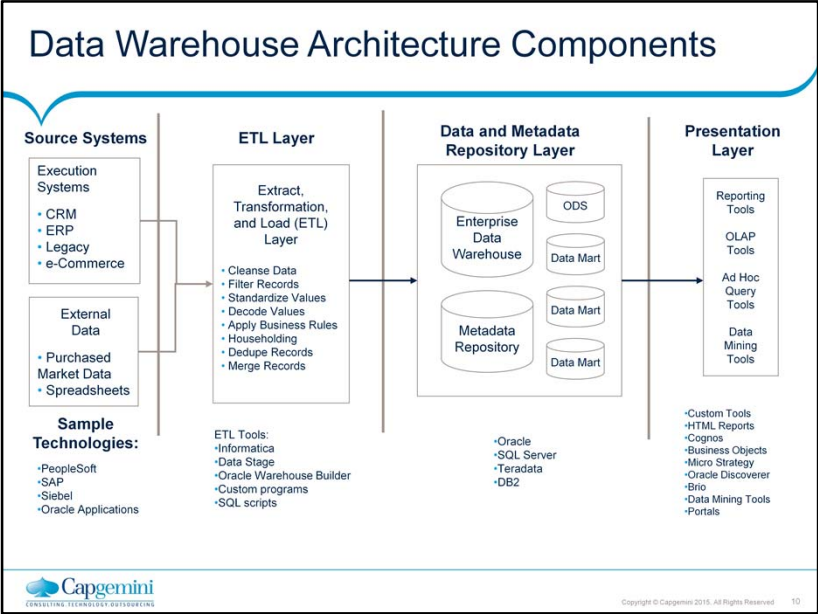 Data Warehouse Architecture Components
Source Systems
Execution
Systems
• CRM
• ERP
• Legacy
• e-Commerce
External
Data
• Purchased
Market Data
• Spreadsheets
Sample
Technologies:
•PeopleSoft
•SAP
•Siebel
•Oracle Applications
ETL Layer
Extract,
Transformation,
and Load (ETL)
Layer
• Cleanse Data
• Filter Records
• Standardize Values
• Decode Values
• Apply Business Rules
• Householding
• Dedupe Records
• Merge Records
ETL Tools:
•Informatica
•Data Stage
•Oracle Warehouse Builder
•Custom programs
•SQL scripts
Data and Metadata
Repository Layer
Enterprise
Data
Warehouse
Metadata
Repository
ODS
Data Mart
Data Mart
Data Mart
•Oracle
•SQL Server
•Teradata
•DB2
Presentation
Layer
Reporting
Tools
OLAP
Tools
Ad Hoc
Query
Tools
Data
Mining
Tools
•Custom Tools
•HTML Reports
•Cognos
•Business Objects
•Micro Strategy
•Oracle Discoverer
•Brio
•Data Mining Tools
•Portals
Capgemini
CONSULTING.TECHNOLOGY.OUTSOURCING
Copyright © Capgemini 2015. All Rights Reserved
10